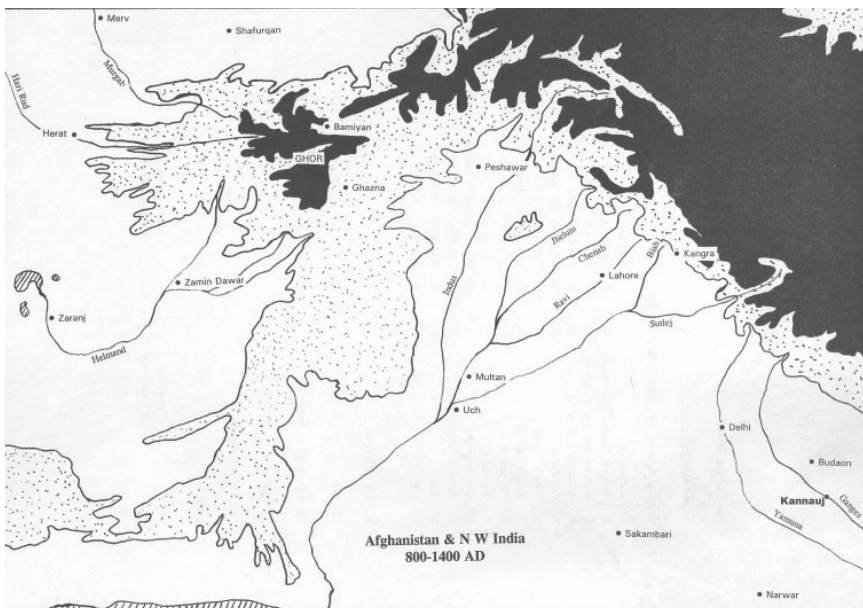 Merv
Shafurqan
Murgab
Hari Rud
Herat
Bamiyan
GHOR
Ghazna
Peshawar
Jhelum
Chenab
Biah
Kangra
Indus
Ravi
Lahore
Zamin Dawar
Zaranj
Helmand
Sutlej
Multan
Uch
Delhi
Budaon
Kannauj
Ganges
Yamuna
Sakambari
Afghanistan & N W India
800-1400 AD
Narwar